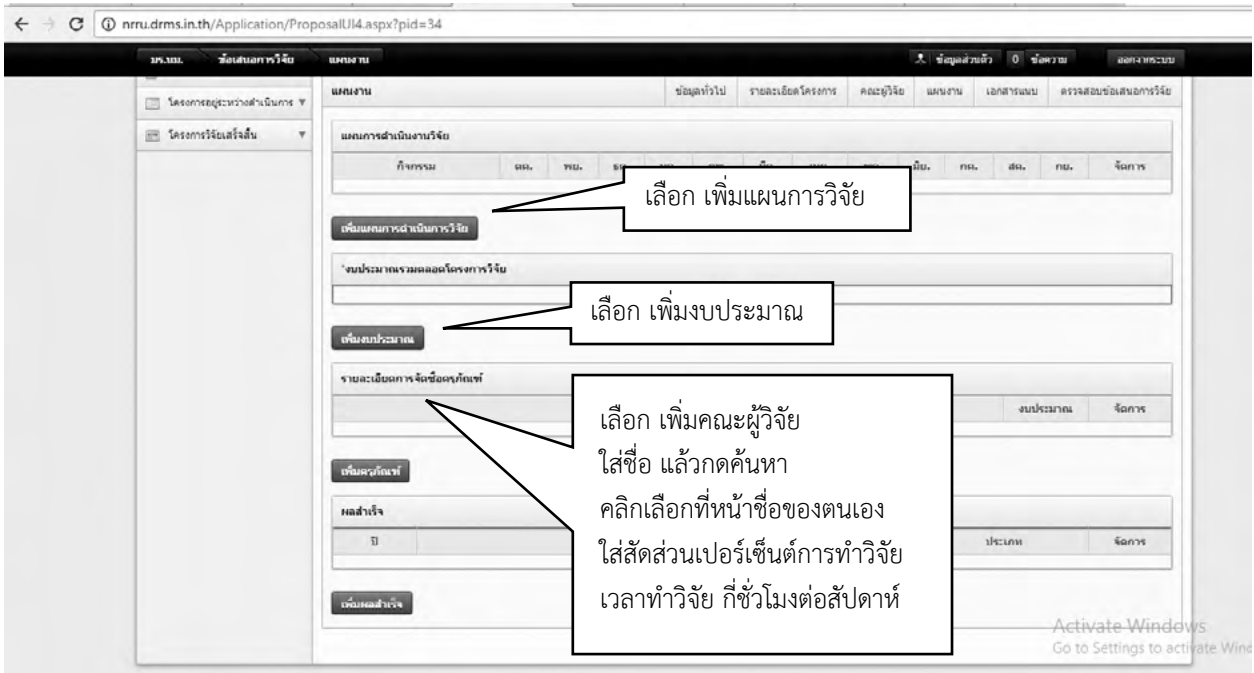 nrru.drms.in.th/Application/ProposalUI4.aspx?pid=34
มร.นม. ข้อเสนอการวิจัย แผนงาน ข้อมูลส่วนตัว 0 ข้อความ ออกจากระบบ
โครงการอยู่ระหว่างดำเนินการ
โครงการวิจัยเสร็จสิ้น
แผนงาน ข้อมูลทั่วไป รายละเอียดโครงการ คณะผู้วิจัย แผนงาน เอกสารแนบ ตรวจสอบข้อเสนอการวิจัย
แผนการดำเนินงานวิจัย
กิจกรรม ตค. พย. มิย. กค. สค. กย. จัดการ
เลือก เพิ่มแผนการวิจัย
เพิ่มแผนการดำเนินการวิจัย
*งบประมาณรวมตลอดโครงการวิจัย
เลือก เพิ่มงบประมาณ
เพิ่มงบประมาณ
รายละเอียดการจัดซื้อครุภัณฑ์
งบประมาณ จัดการ
เลือก เพิ่มคณะผู้วิจัย
ใส่ชื่อ แล้วกดค้นหา
คลิกเลือกที่หน้าชื่อของตนเอง
ใส่สัดส่วนเปอร์เซ็นต์การทำวิจัย
เวลาทำวิจัย กี่ชั่วโมงต่อสัปดาห์
เพิ่มครุภัณฑ์
ผลสำเร็จ
ปี ประเภท จัดการ
เพิ่มผลสำเร็จ
Activate Windows
Go to Settings to activate Wind